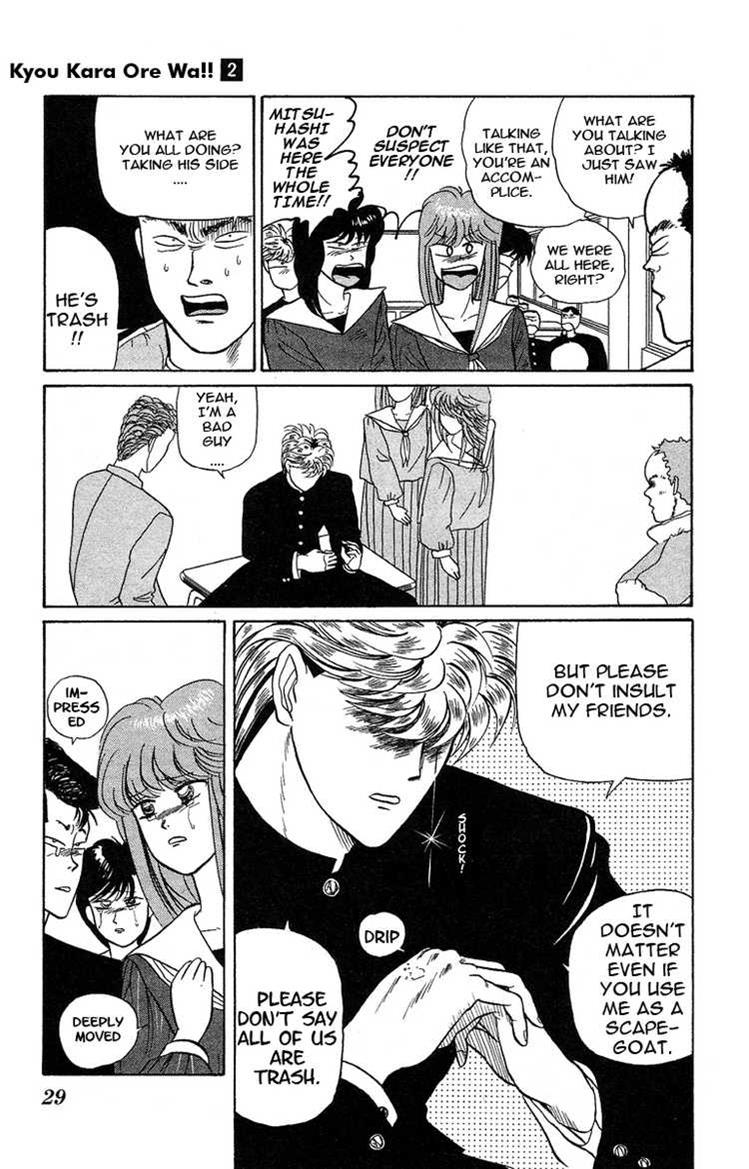 Kyou Kara Ore Wa!! 2
WHAT ARE
YOU TALKING
ABOUT? I
JUST SAW
HIM!
TALKING
LIKE THAT,
YOU'RE AN
ACCOM-
PLICE.
WE WERE
ALL HERE,
RIGHT?
DON'T
SUSPECT
EVERYONE
!!
MITSU-
HASHI
WAS
HERE
THE
WHOLE
TIME!!
WHAT ARE
YOU ALL DOING?
TAKING HIS SIDE
....
HE'S
TRASH
!!
YEAH,
I'M A
BAD
GUY
....
BUT PLEASE
DON'T INSULT
MY FRIENDS.
SHOCK!
IT
DOESN'T
MATTER
EVEN IF
YOU USE
ME AS A
SCAPE-
GOAT.
DRIP
PLEASE
DON'T SAY
ALL OF US
ARE
TRASH.
IM-
PRESS
ED
DEEPLY
MOVED
29